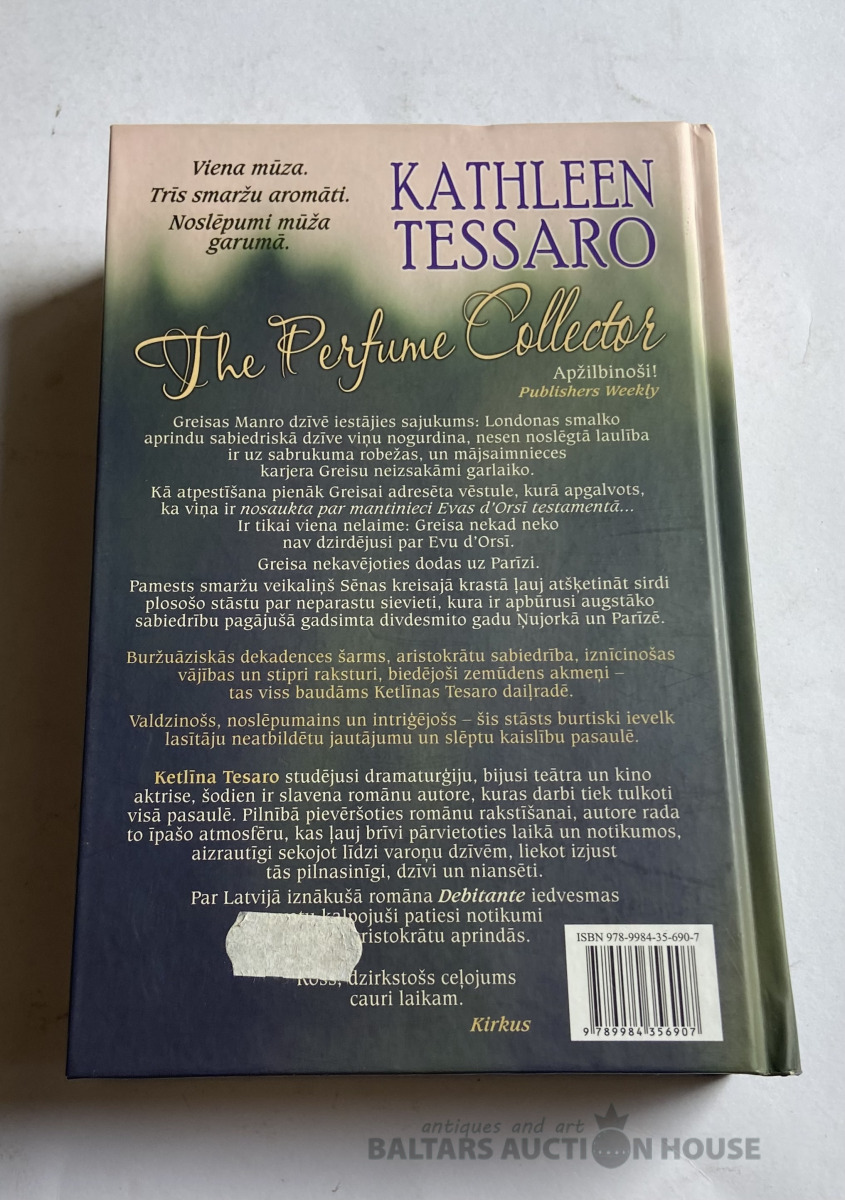 Viena mūza.
Trīs smaržu aromāti.
Noslēpumi mūža
garumā.
KATHLEEN
TESSARO
The Perfume Collector
Apžilbinoši!
Publishers Weekly
Greisas Manro dzīvē iestājies sajukums: Londonas smalko
aprindu sabiedriskā dzīve viņu nogurdina, nesen noslēgtā laulība
ir uz sabrukuma robežas, un mājsaimnieces
karjera Greisu neizsakāmi garlaiko.
Kā atpestīšana pienāk Greisai adresēta vēstule, kurā apgalvots,
ka viņa ir nosaukta par mantinieci Evas d'Orsī testamentā...
Ir tikai viena nelaime: Greisa nekad neko
nav dzirdējusi par Evu d'Orsī.
Greisa nekavējoties dodas uz Parīzi.
Pamests smaržu veikaliņš Sēnas kreisajā krastā ļauj atšķetināt sirdi
plosošo stāstu par neparastu sievieti, kura ir apbūrusi augstāko
sabiedrību pagājušā gadsimta divdesmito gadu Ņujorkā un Parīzē.
Buržuāziskās dekadences šarms, aristokrātu sabiedrība, iznīcinošas
vājības un stipri raksturi, biedējoši zemūdens akmeņi –
tas viss baudāms Ketlīnas Tesaro daiļradē.
Valdzinošs, noslēpumains un intriģējošs – šis stāsts burtiski ievelk
lasītāju neatbildētu jautājumu un slēptu kaislību pasaulē.
Ketlīna Tesaro studējusi dramaturģiju, bijusi teātra un kino
aktrise, šodien ir slavena romānu autore, kuras darbi tiek tulkoti
visā pasaulē. Pilnībā pievēršoties romānu rakstīšanai, autore rada
to īpašo atmosfēru, kas ļauj brīvi pārvietoties laikā un notikumos,
aizrautīgi sekojot līdzi varoņu dzīvēm, liekot izjust
tās pilnasinīgi, dzīvi un niansēti.
Par Latvijā iznākušā romāna Debitante iedvesmas
kalpojuši patiesi notikumi
ristokrātu aprindās.
dzirkstošs ceļojums
cauri laikam.
Kirkus
ISBN 978-9984-35-690-7
9 789984 356907
antiques and art
BALTARS AUCTION HOUSE